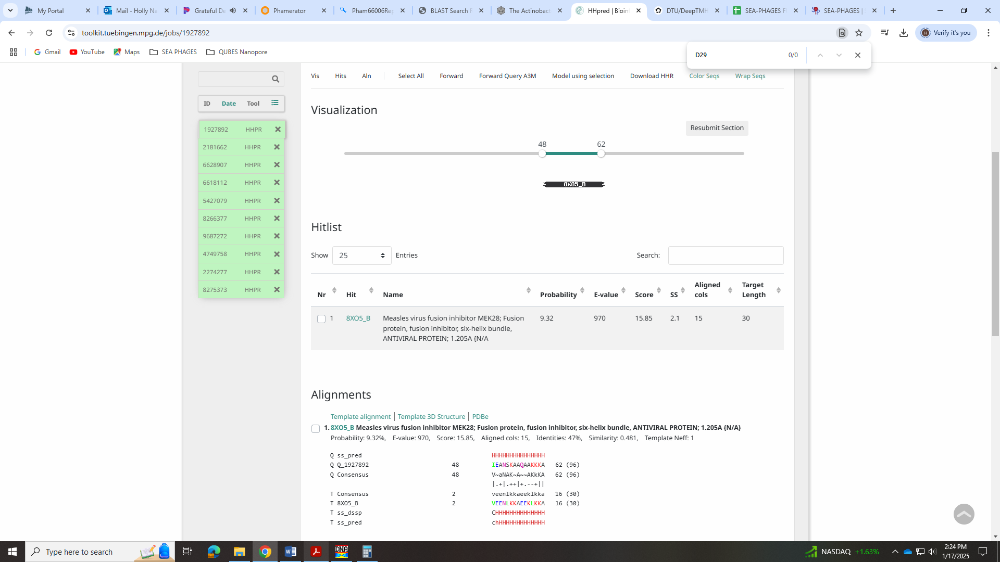 My Portal
Mail - Holly Na
Grateful De
Phamerator
Pham66006Rep
BLAST Search R
The Actinobact
HHpred | Bioinf
DTU/DeepTMH
SEA-PHAGES F
SEA-PHAGES |
toolkit.tuebingen.mpg.de/jobs/1927892
Verify it's you
Gmail
YouTube
Maps
SEA PHAGES
QUBES Nanopore
D29
0/0
Vis Hits Aln Select All Forward Forward Query A3M Model using selection Download HHR Color Seqs Wrap Seqs
ID Date Tool
1927892 HHPR
2181662 HHPR
6628907 HHPR
6618112 HHPR
5427079 HHPR
8266377 HHPR
9687272 HHPR
4749758 HHPR
2274277 HHPR
8275373 HHPR
Visualization
Resubmit Section
48 62
8XO5_B
Hitlist
Show 25 Entries
Search:
Nr Hit Name Probability E-value Score SS Aligned cols Target Length
1 8XO5_B Measles virus fusion inhibitor MEK28; Fusion 9.32 970 15.85 2.1 15 30
protein, fusion inhibitor, six-helix bundle,
ANTIVIRAL PROTEIN; 1.205A {N/A
Alignments
Template alignment | Template 3D Structure | PDBe
1. 8XO5_B Measles virus fusion inhibitor MEK28; Fusion protein, fusion inhibitor, six-helix bundle, ANTIVIRAL PROTEIN; 1.205A {N/A}
Probability: 9.32%, E-value: 970, Score: 15.85, Aligned cols: 15, Identities: 47%, Similarity: 0.481, Template Neff: 1
Q ss_pred HHHHHHHHHHHHHHH
Q Q_1927892 48 IEANSKAAQAAKKKA 62 (96)
Q Consensus 48 V~aNAK~A~~AKkKA 62 (96)
|.+|.++|+.--+||
T Consensus 2 veenlkkaeeklkka 16 (30)
T 8XO5_B 2 VEENLKKAEEKLKKA 16 (30)
T ss_dssp CHHHHHHHHHHHHHH
T ss_pred chHHHHHHHHHHHHH
Type here to search
DNA
NASDAQ +1.63%
2:24 PM
1/17/2025